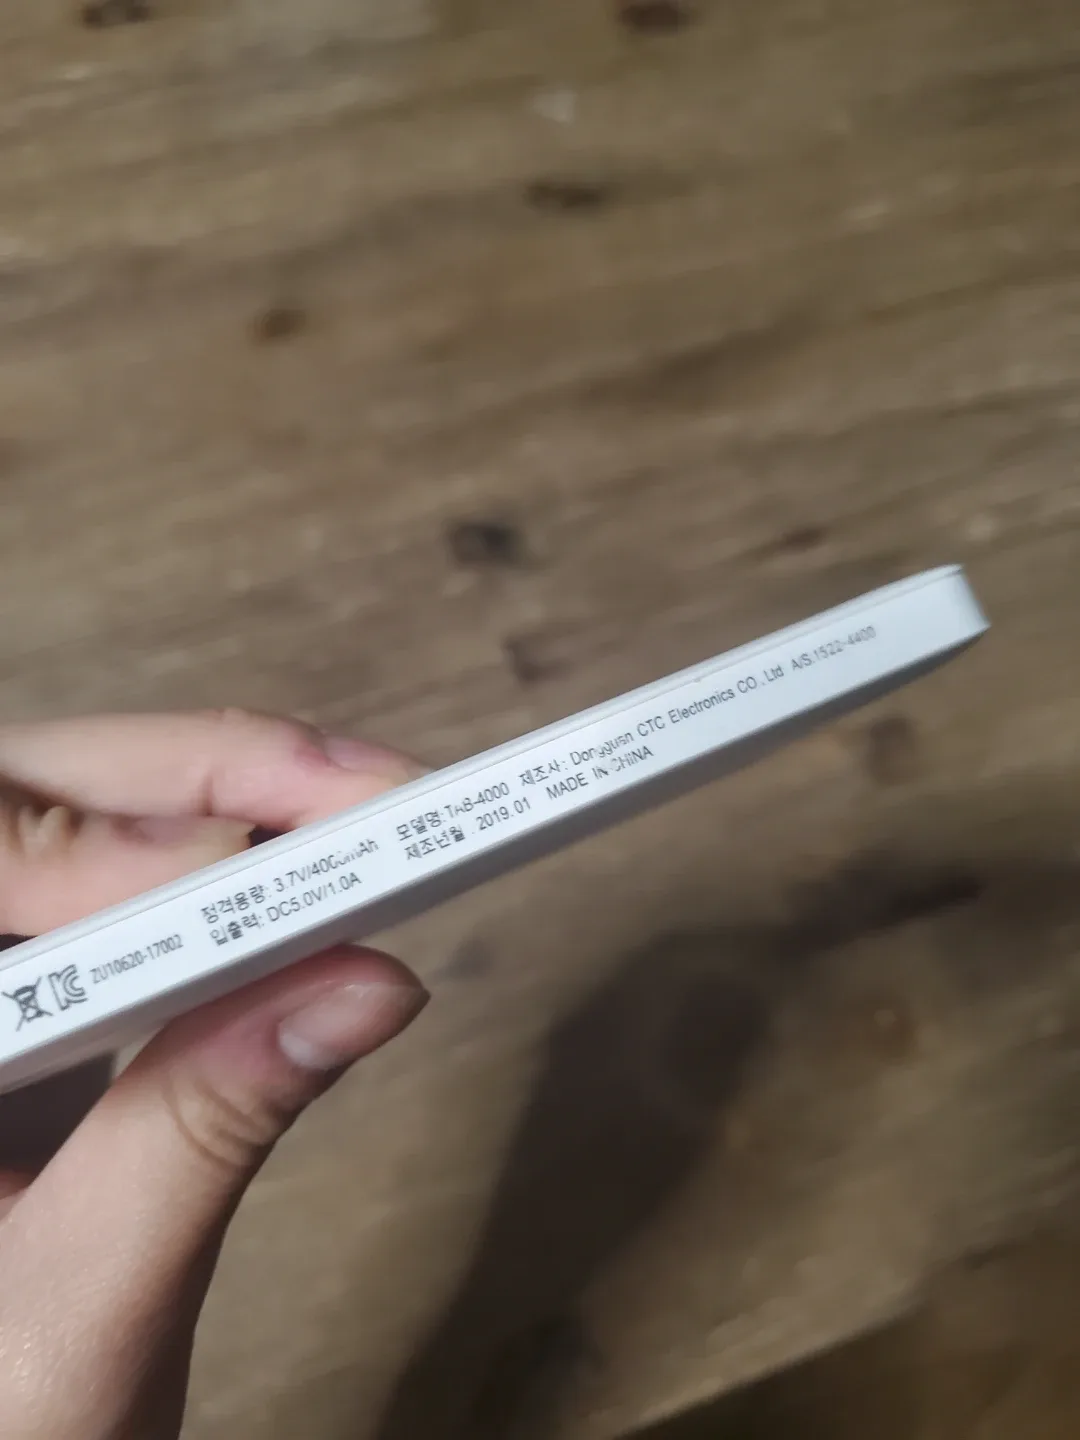 ZU10620-17002
정격용량: 3.7V/4000mAh 모델명:TAB-4000 제조사: Dongguan CTC Electronics CO., Ltd A/S:1522-4400
입출력: DC5.0V/1.0A 제조년월 : 2019.01 MADE IN CHINA